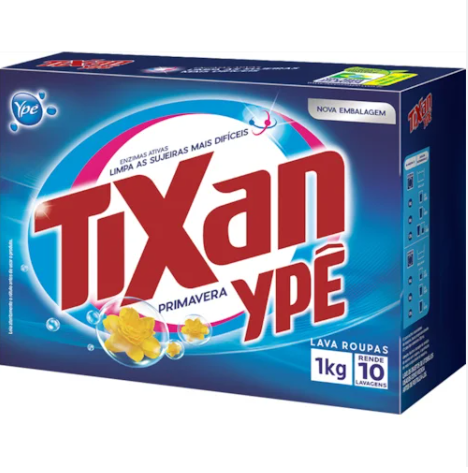 Ypê
NOVA EMBALAGEM
ENZIMAS ATIVAS
LIMPA AS SUJEIRAS MAIS DIFÍCEIS
TiXan
PRIMAVERA
YPÊ
LAVA ROUPAS
1kg
RENDE
10
LAVAGENS
TiXan
YPÊ